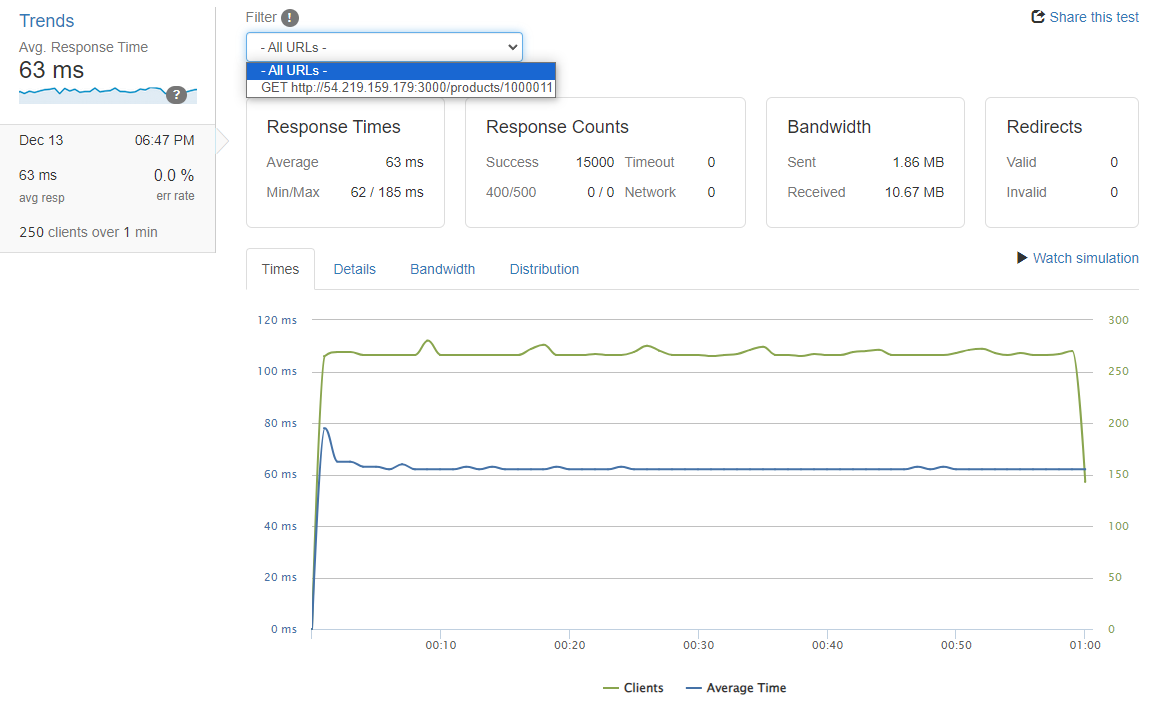 Trends
Avg. Response Time
63 ms
?
Dec 13 06:47 PM
63 ms 0.0 %
avg resp err rate
250 clients over 1 min
Filter !
Share this test
- All URLs -
- All URLs -
GET http://54.219.159.179:3000/products/1000011
Response Times
Average 63 ms
Min/Max 62 / 185 ms
Response Counts
Success 15000 Timeout 0
400/500 0 / 0 Network 0
Bandwidth
Sent 1.86 MB
Received 10.67 MB
Redirects
Valid 0
Invalid 0
Times Details Bandwidth Distribution
Watch simulation
120 ms 300
100 ms 250
80 ms 200
60 ms 150
40 ms 100
20 ms 50
0 ms 0
00:10 00:20 00:30 00:40 00:50 01:00
Clients Average Time